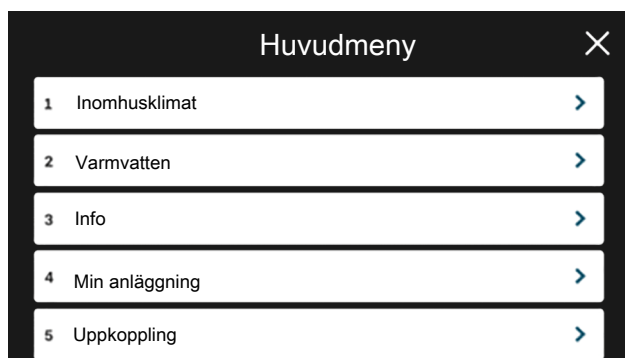 Huvudmeny
1 Inomhusklimat
2 Varmvatten
3 Info
4 Min anläggning
5 Uppkoppling